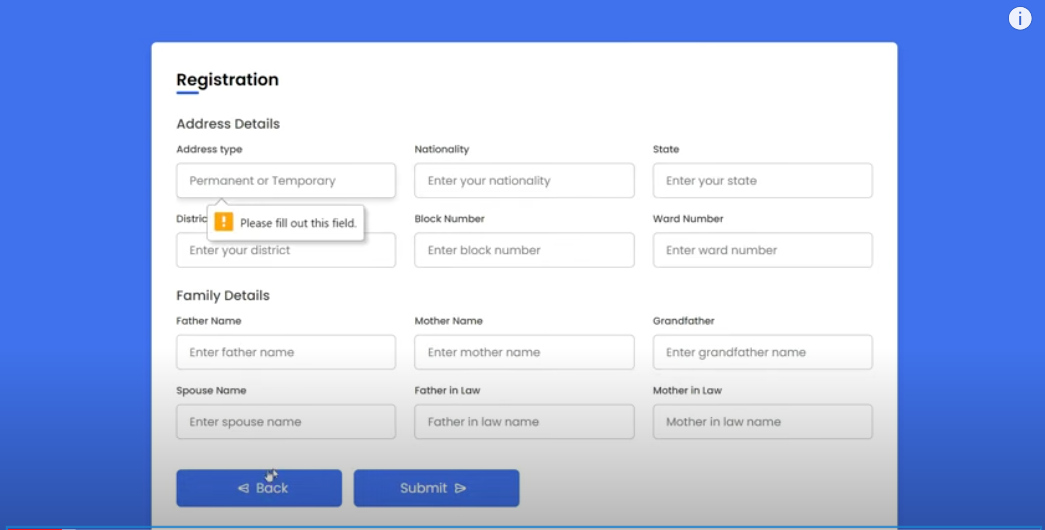 Registration
Address Details
Address type Nationality State
Permanent or Temporary Enter your nationality Enter your state
Distric Block Number Ward Number
! Please fill out this field.
Enter your district Enter block number Enter ward number
Family Details
Father Name Mother Name Grandfather
Enter father name Enter mother name Enter grandfather name
Spouse Name Father in Law Mother in Law
Enter spouse name Father in law name Mother in law name
Back Submit